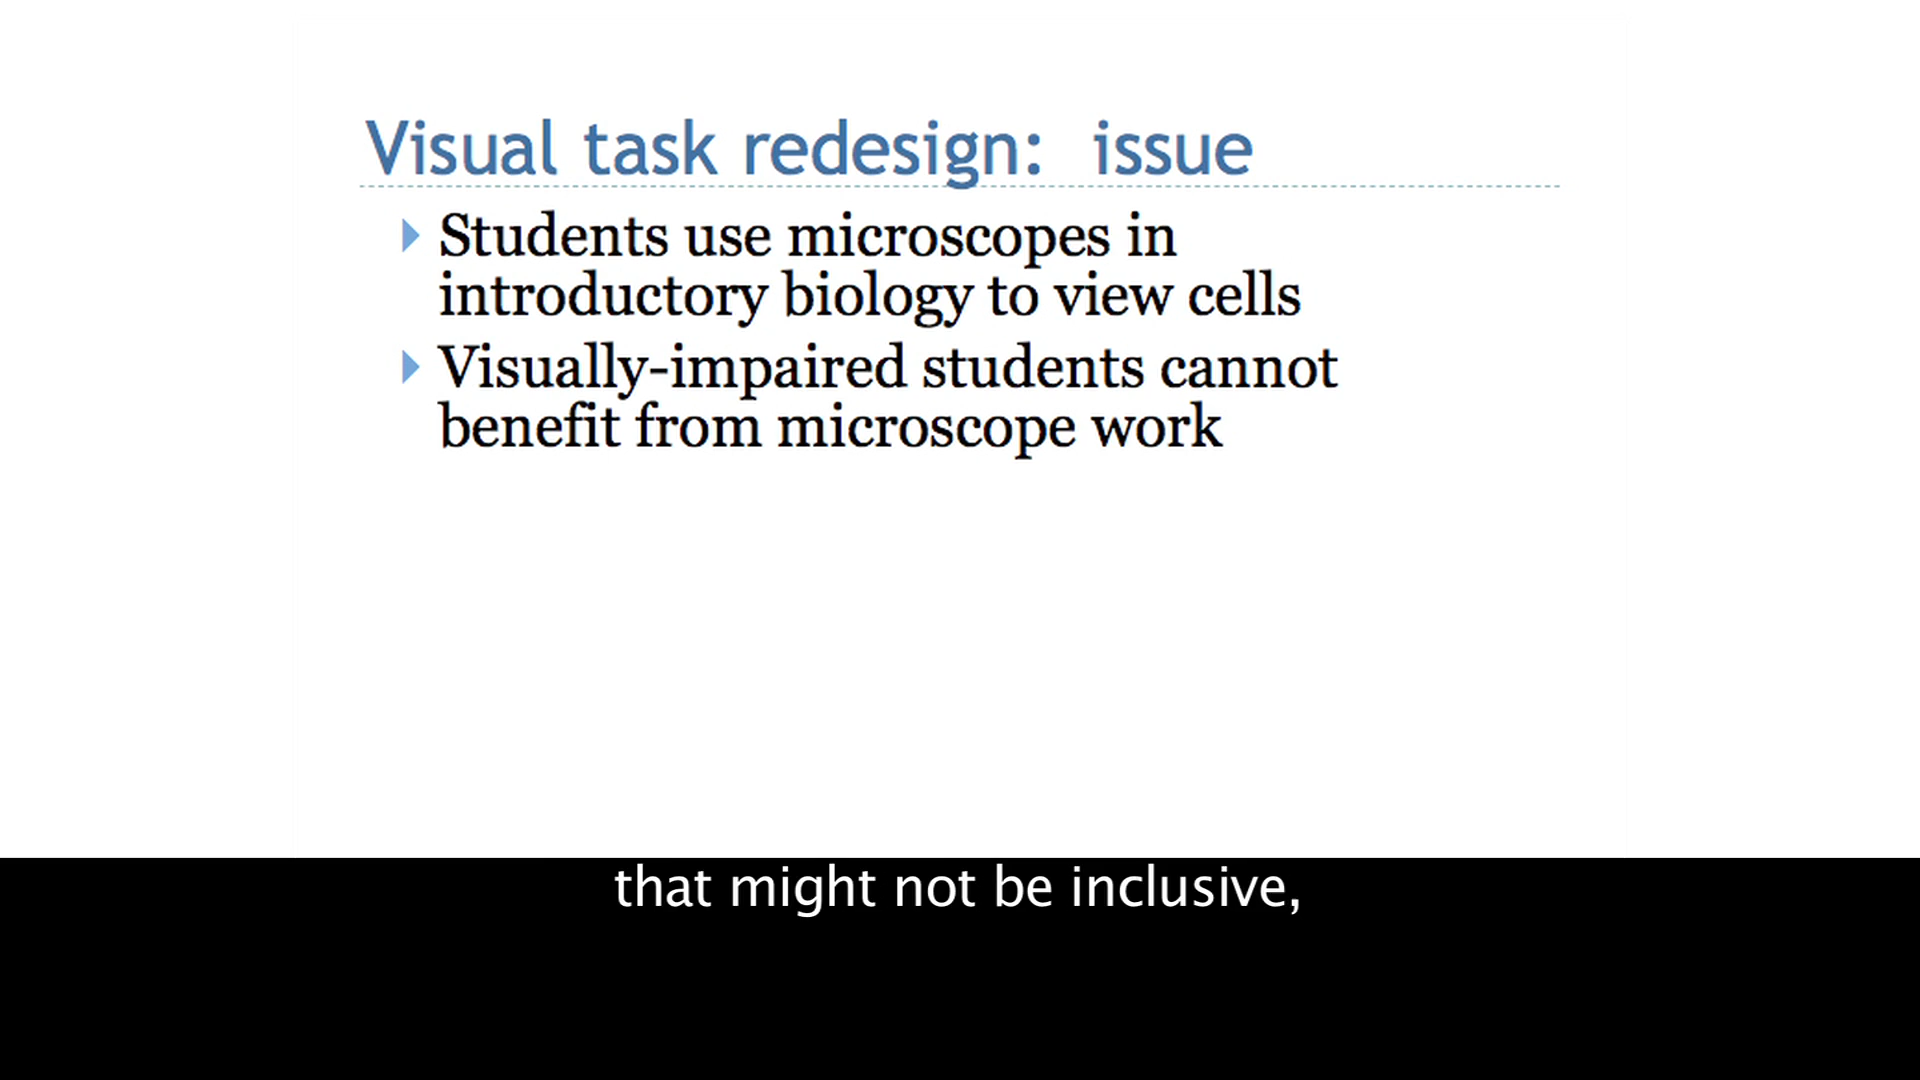 Visual task redesign: issue
Students use microscopes in
introductory biology to view cells
Visually-impaired students cannot
benefit from microscope work
that might not be inclusive,